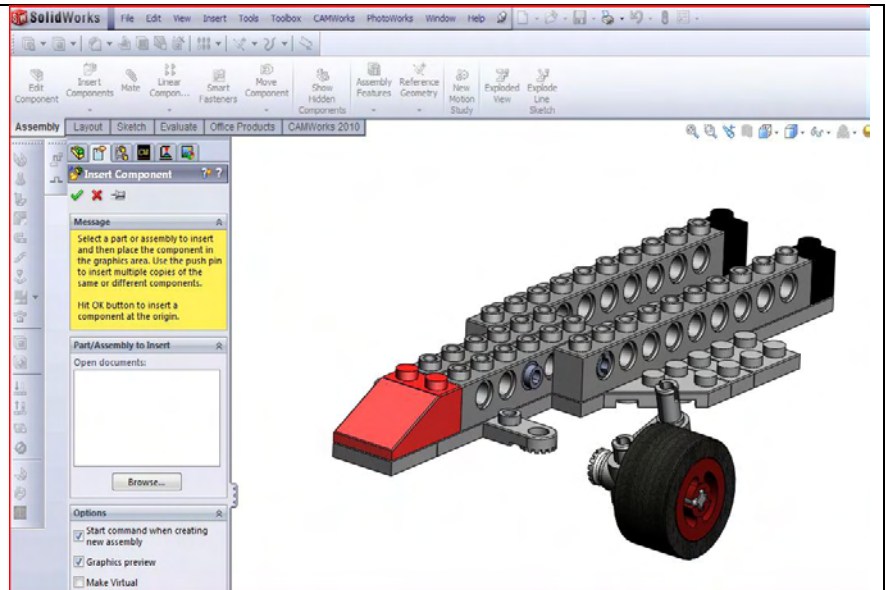 SolidWorks File Edit View Insert Tools Toolbox CAMWorks PhotoWorks Window Help
Edit Component
Insert Components
Mate
Linear Compon...
Smart Fasteners
Move Component
Show Hidden Components
Assembly Features
Reference Geometry
New Motion Study
Exploded View
Explode Line Sketch
Assembly Layout Sketch Evaluate Office Products CAMWorks 2010
Insert Component
Message
Select a part or assembly to insert
and then place the component in
the graphics area. Use the push pin
to insert multiple copies of the
same or different components.
Hit OK button to insert a
component at the origin.
Part/Assembly to Insert
Open documents:
Browse...
Options
Start command when creating
new assembly
Graphics preview
Make Virtual